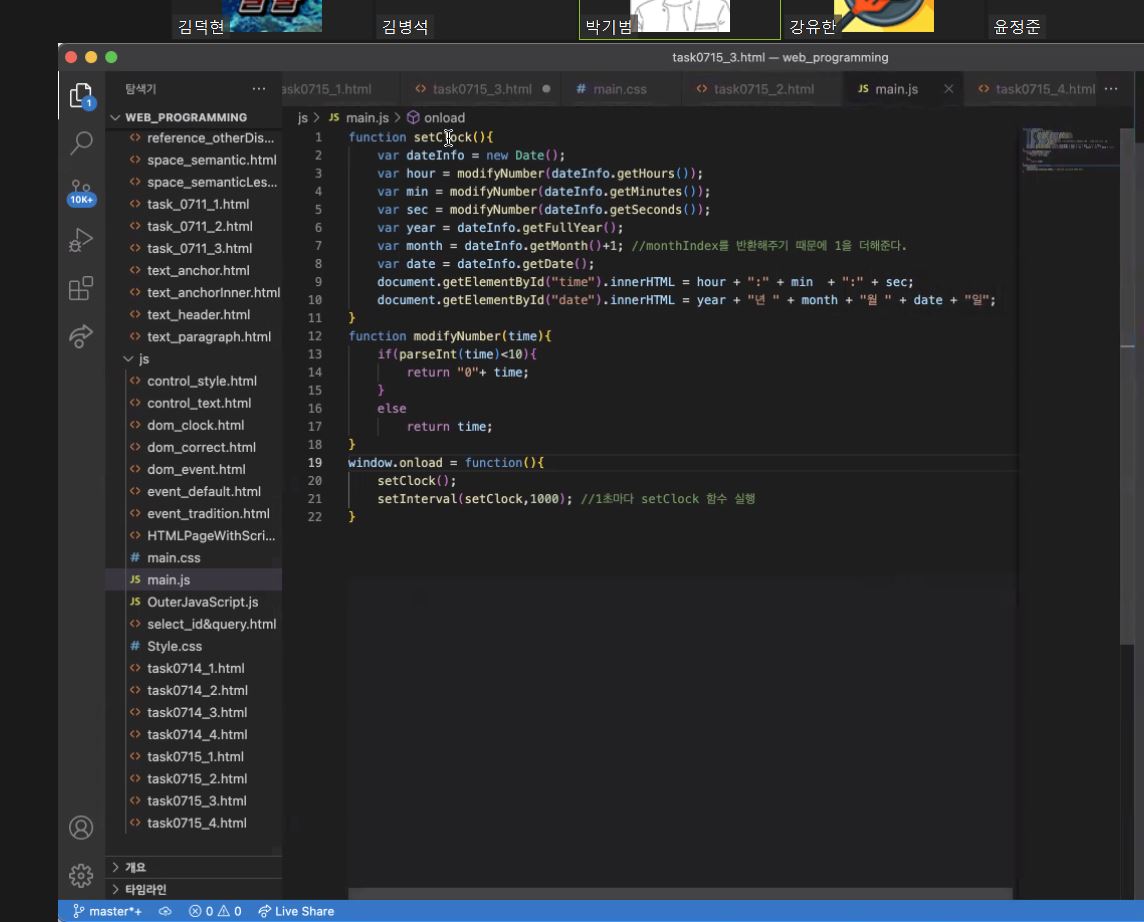 김덕현 김병석 박기범 강유한 윤정준
task0715_3.html — web_programming
탐색기 ···
ask0715_1.html task0715_3.html main.css task0715_2.html JS main.js task0715_4.html ···
WEB_PROGRAMMING
js > JS main.js > onload
1
10K+
reference_otherDis...
space_semantic.html
space_semanticLes...
task_0711_1.html
task_0711_2.html
task_0711_3.html
text_anchor.html
text_anchorInner.html
text_header.html
text_paragraph.html
js
control_style.html
control_text.html
dom_clock.html
dom_correct.html
dom_event.html
event_default.html
event_tradition.html
HTMLPageWithScri...
# main.css
JS main.js
JS OuterJavaScript.js
select_id&query.html
# Style.css
task0714_1.html
task0714_2.html
task0714_3.html
task0714_4.html
task0715_1.html
task0715_2.html
task0715_3.html
task0715_4.html
개요
타임라인
1 function setClock(){
2 var dateInfo = new Date();
3 var hour = modifyNumber(dateInfo.getHours());
4 var min = modifyNumber(dateInfo.getMinutes());
5 var sec = modifyNumber(dateInfo.getSeconds());
6 var year = dateInfo.getFullYear();
7 var month = dateInfo.getMonth()+1; //monthIndex를 반환해주기 때문에 1을 더해준다.
8 var date = dateInfo.getDate();
9 document.getElementById("time").innerHTML = hour + ":" + min  + ":" + sec;
10 document.getElementById("date").innerHTML = year + "년 " + month + "월 " + date + "일";
11 }
12 function modifyNumber(time){
13 if(parseInt(time)<10){
14 return "0"+ time;
15 }
16 else
17 return time;
18 }
19 window.onload = function(){
20 setClock();
21 setInterval(setClock,1000); //1초마다 setClock 함수 실행
22 }
master*+ 0 0 Live Share